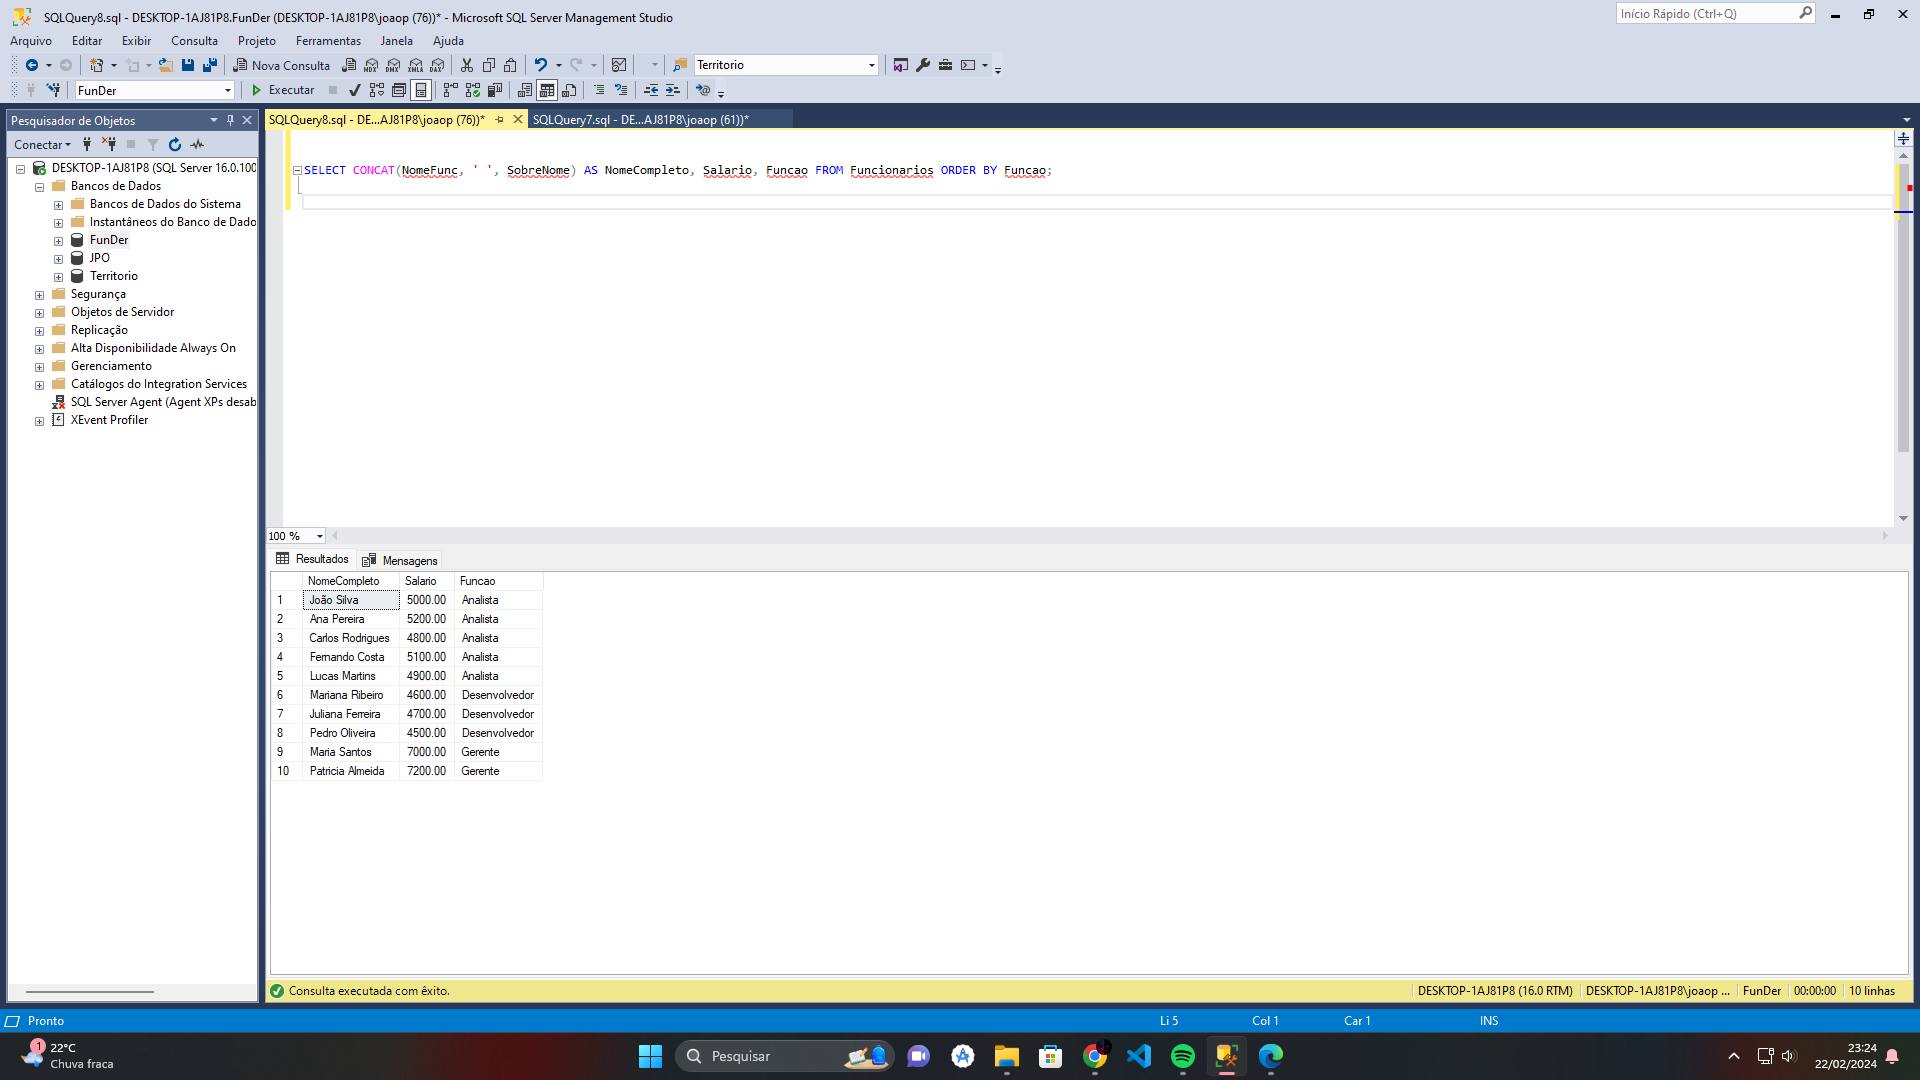 SQLQuery8.sql - DESKTOP-1AJ81P8.FunDer (DESKTOP-1AJ81P8\joaop (76))* - Microsoft SQL Server Management Studio
Início Rápido (Ctrl+Q)
Arquivo Editar Exibir Consulta Projeto Ferramentas Janela Ajuda
Nova Consulta
MDX DMX XMLA DAX
Territorio
FunDer
Executar
Pesquisador de Objetos
Conectar
DESKTOP-1AJ81P8 (SQL Server 16.0.100
Bancos de Dados
Bancos de Dados do Sistema
Instantâneos do Banco de Dado
FunDer
JPO
Territorio
Segurança
Objetos de Servidor
Replicação
Alta Disponibilidade Always On
Gerenciamento
Catálogos do Integration Services
SQL Server Agent (Agent XPs desab
XEvent Profiler
SQLQuery8.sql - DE...AJ81P8\joaop (76))*
SQLQuery7.sql - DE...AJ81P8\joaop (61))*
SELECT CONCAT(NomeFunc, ' ', SobreNome) AS NomeCompleto, Salario, Funcao FROM Funcionarios ORDER BY Funcao;
100 %
Resultados Mensagens
NomeCompleto Salario Funcao
1 João Silva 5000.00 Analista
2 Ana Pereira 5200.00 Analista
3 Carlos Rodrigues 4800.00 Analista
4 Fernando Costa 5100.00 Analista
5 Lucas Martins 4900.00 Analista
6 Mariana Ribeiro 4600.00 Desenvolvedor
7 Juliana Ferreira 4700.00 Desenvolvedor
8 Pedro Oliveira 4500.00 Desenvolvedor
9 Maria Santos 7000.00 Gerente
10 Patricia Almeida 7200.00 Gerente
Consulta executada com êxito.
DESKTOP-1AJ81P8 (16.0 RTM) DESKTOP-1AJ81P8\joaop ... FunDer 00:00:00 10 linhas
Pronto
Li 5 Col 1 Car 1 INS
1
22°C
Chuva fraca
Pesquisar
23:24
22/02/2024